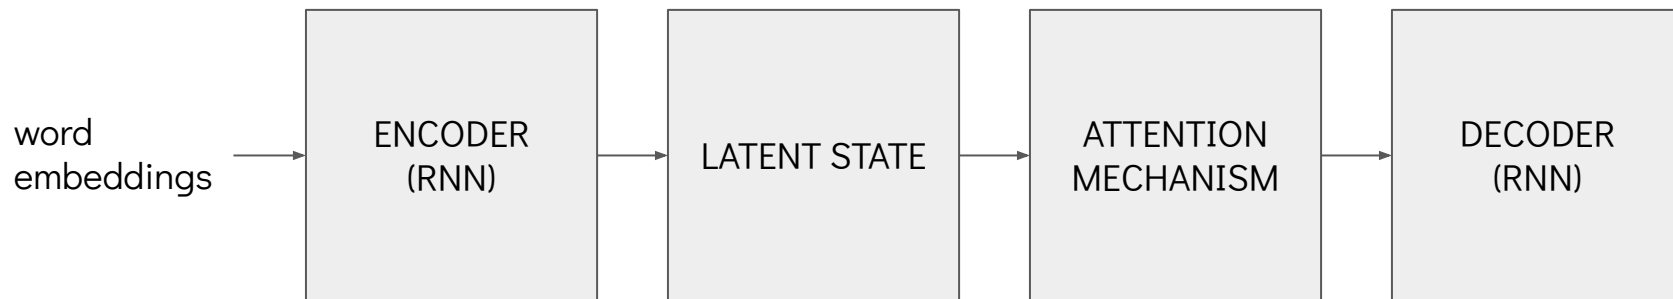 word
embeddings
ENCODER
(RNN)
LATENT STATE
ATTENTION
MECHANISM
DECODER
(RNN)